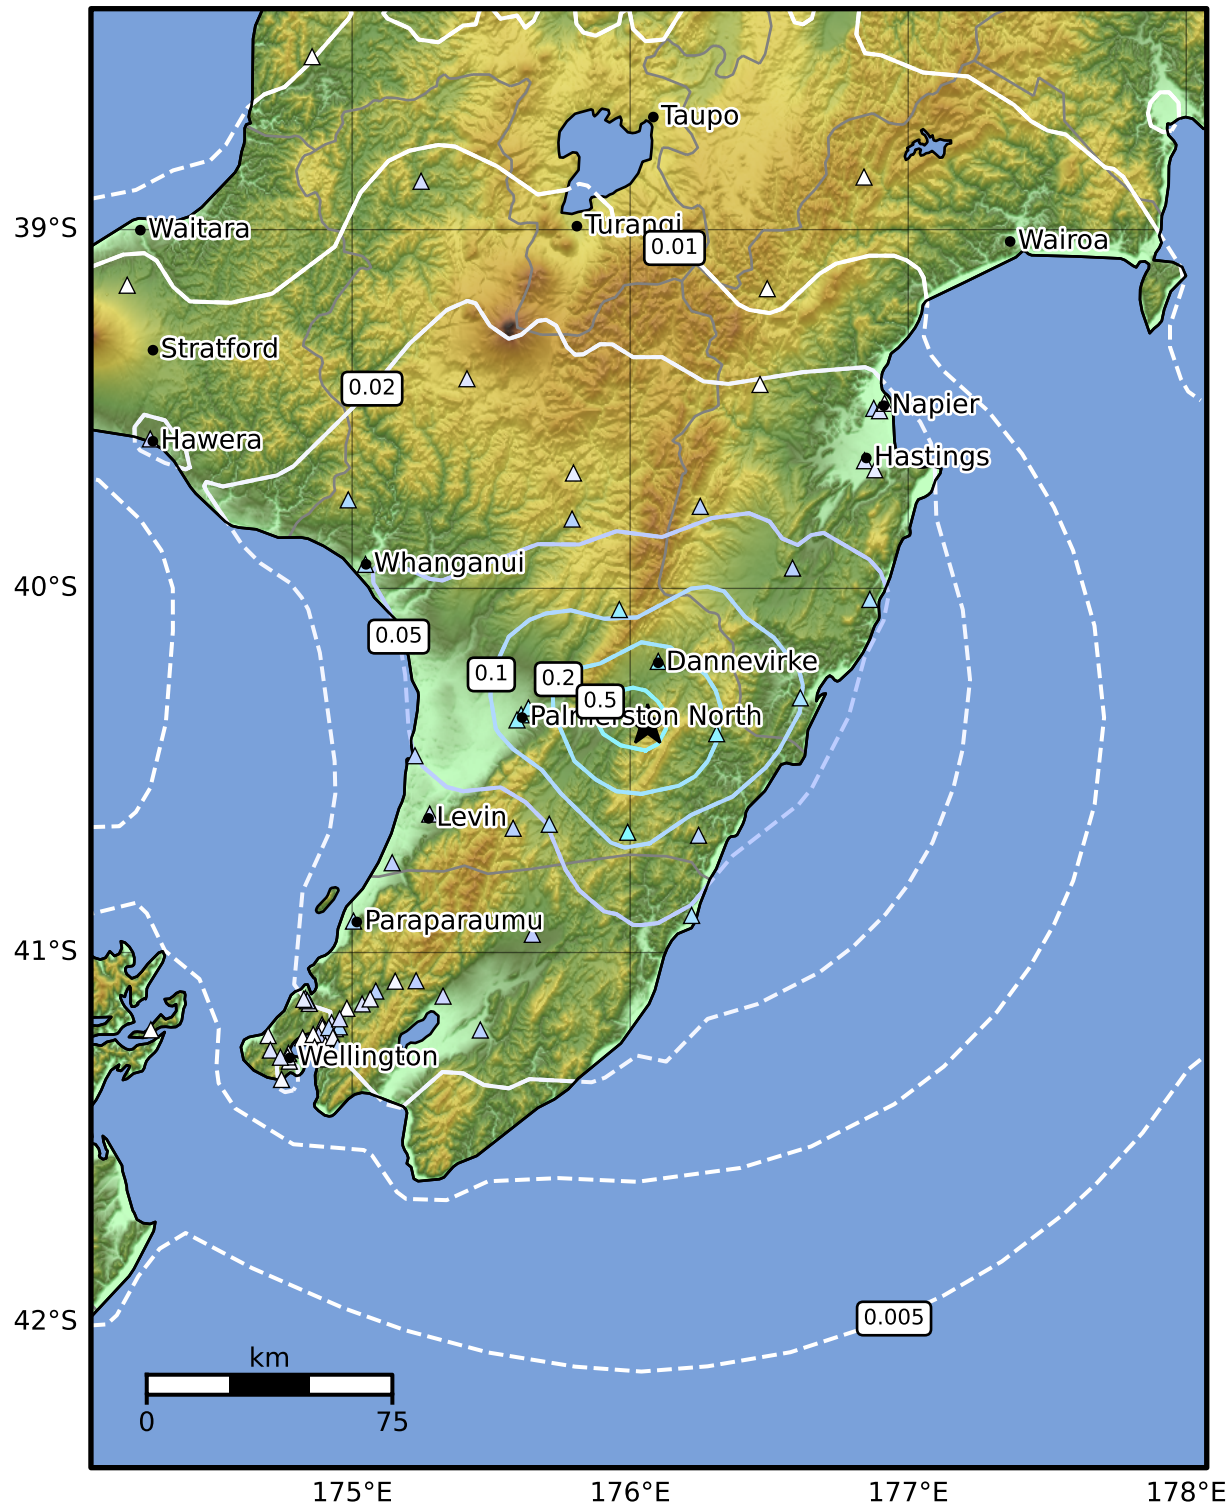 Taupo
39°S
Waitara
Turangi
0.01
Wairoa
Stratford
0.02
Napier
Hawera
Hastings
Whanganui
40°S
0.05
0.1
0.2
0.5
Dannevirke
Palmerston North
Levin
Paraparaumu
41°S
Wellington
42°S
0.005
km
0
75
175°E
176°E
177°E
178°E